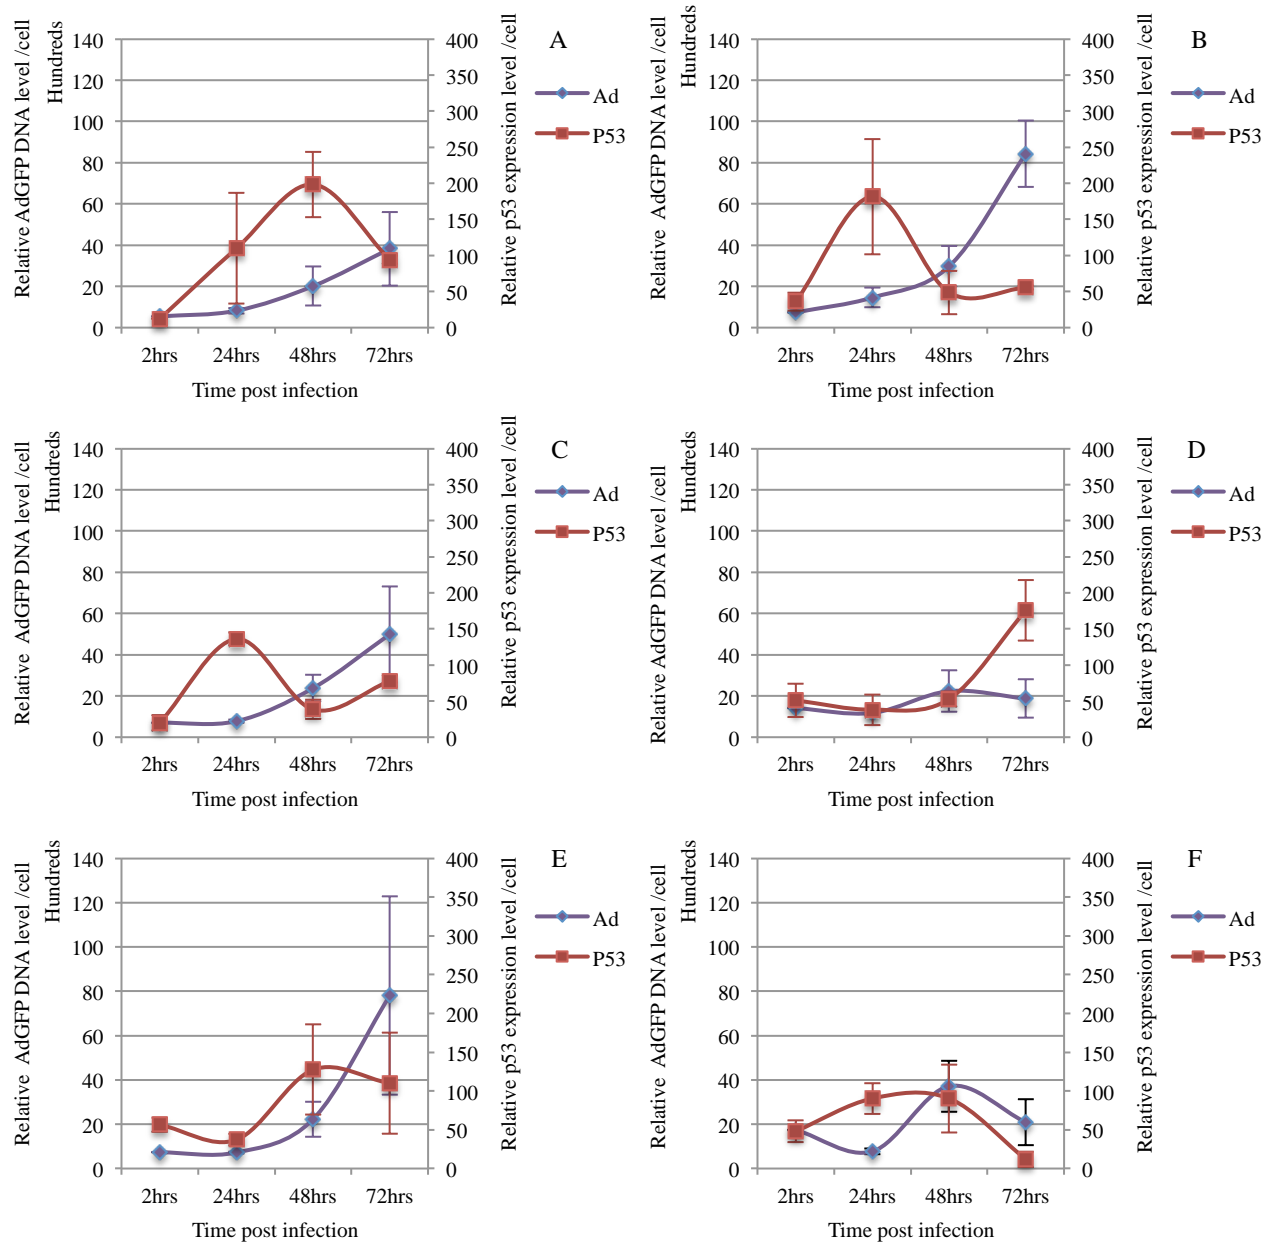 A
Relative AdGFP DNA level /cell
Hundreds
140
120
100
80
60
40
20
0
400
350
300
250
200
150
100
50
0
Relative p53 expression level /cell
Ad
P53
2hrs 24hrs 48hrs 72hrs
Time post infection
B
Relative AdGFP DNA level /cell
Hundreds
140
120
100
80
60
40
20
0
400
350
300
250
200
150
100
50
0
Relative p53 expression level /cell
Ad
P53
2hrs 24hrs 48hrs 72hrs
Time post infection
C
Relative AdGFP DNA level /cell
Hundreds
140
120
100
80
60
40
20
0
400
350
300
250
200
150
100
50
0
Relative p53 expression level /cell
Ad
P53
2hrs 24hrs 48hrs 72hrs
Time post infection
D
Relative AdGFP DNA level /cell
Hundreds
140
120
100
80
60
40
20
0
400
350
300
250
200
150
100
50
0
Relative p53 expression level /cell
Ad
P53
2hrs 24hrs 48hrs 72hrs
Time post infection
E
Relative AdGFP DNA level /cell
Hundreds
140
120
100
80
60
40
20
0
400
350
300
250
200
150
100
50
0
Relative p53 expression level /cell
Ad
P53
2hrs 24hrs 48hrs 72hrs
Time post infection
F
Relative AdGFP DNA level /cell
Hundreds
140
120
100
80
60
40
20
0
400
350
300
250
200
150
100
50
0
Relative p53 expression level /cell
Ad
P53
2hrs 24hrs 48hrs 72hrs
Time post infection